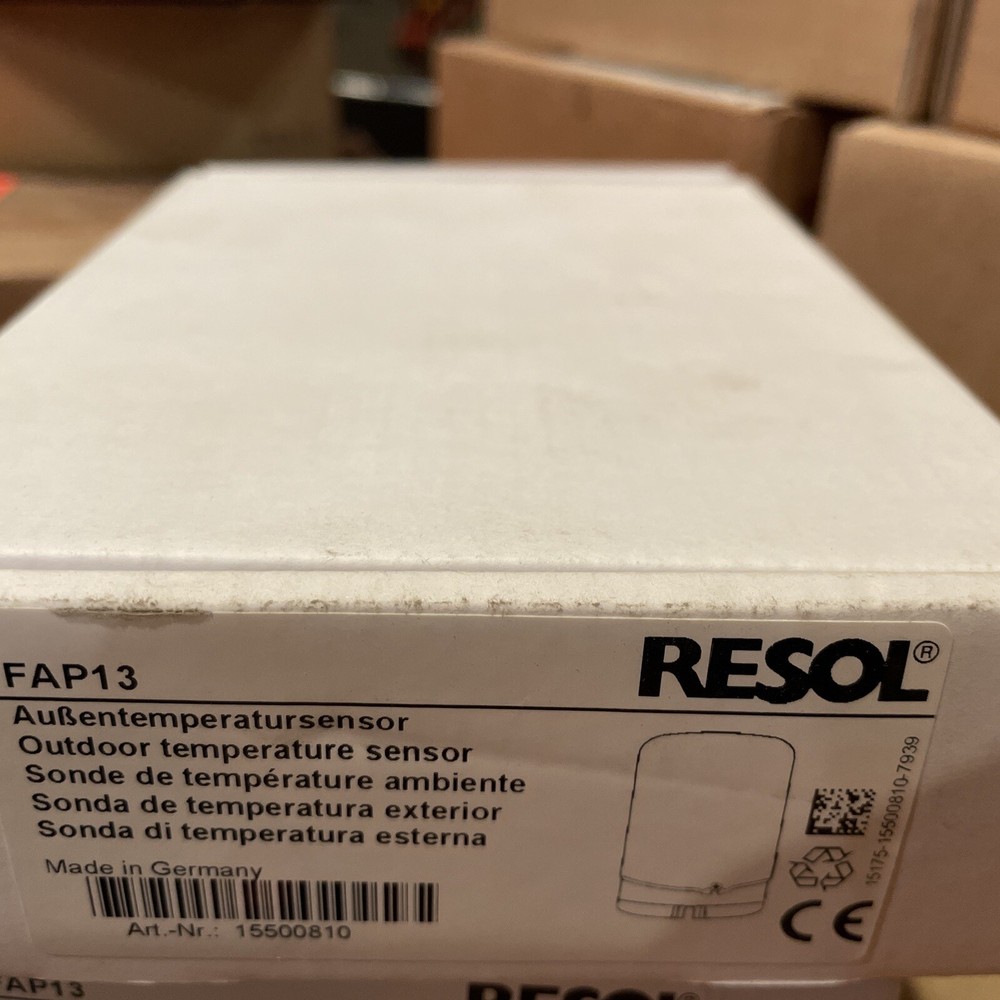 FAP13
RESOL®
Außentemperatursensor
Outdoor temperature sensor
Sonde de température ambiente
Sonda de temperatura exterior
Sonda di temperatura esterna
Made in Germany
Art.-Nr.: 15500810
15175-15500810-7939
CE
FAP13
RESOL®